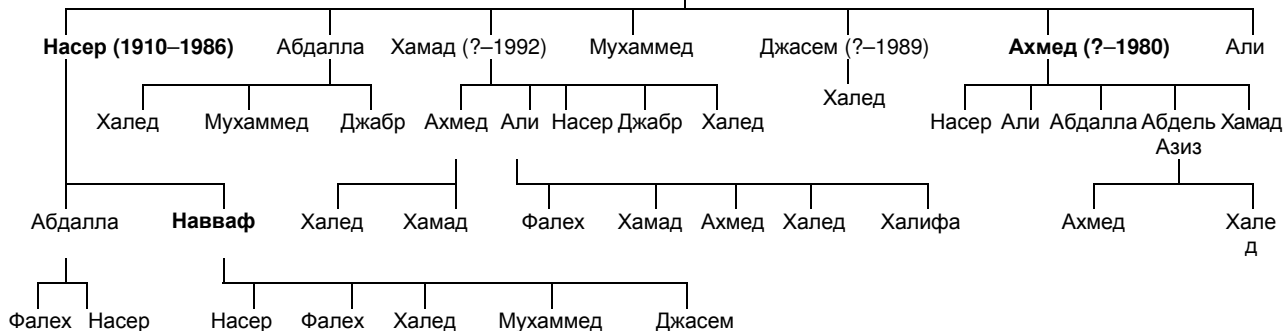 Насер (1910–1986) Абдалла Хамад (?–1992) Мухаммед Джасем (?–1989) Ахмед (?–1980) Али
Халед
Халед Мухаммед Джабр Ахмед Али Насер Джабр Халед Насер Али Абдалла Абдель Хамад
Азиз
Абдалла Навваф Халед Хамад Фалех Хамад Ахмед Халед Халифа Ахмед Хале
д
Фалех Насер Насер Фалех Халед Мухаммед Джасем